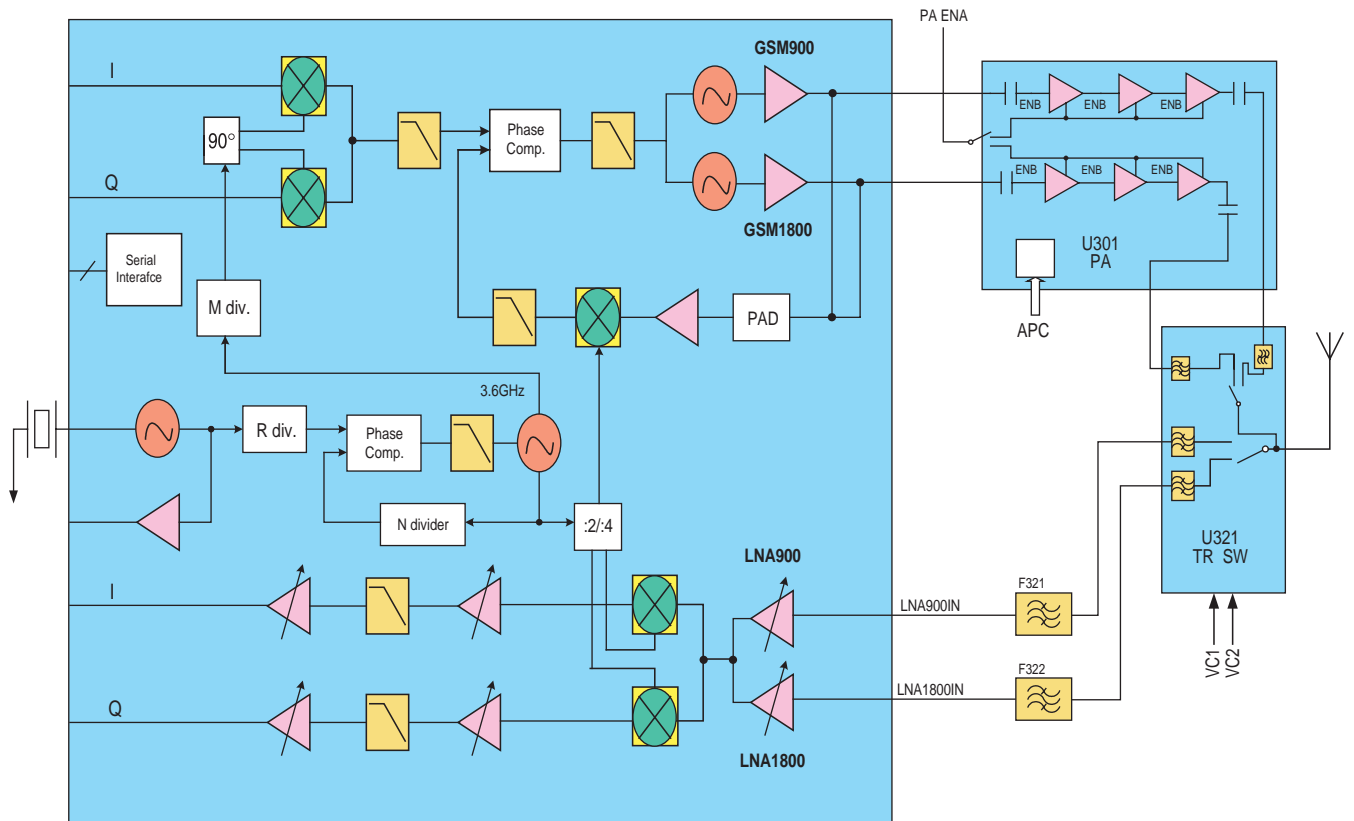 PA ENA
GSM900
I
ENB
ENB
ENB
90°
Phase
Comp.
Q
ENB
ENB
ENB
GSM1800
U301
PA
Serial
Interafce
M div.
PAD
APC
3.6GHz
R div.
Phase
Comp.
N divider
:2/:4
U321
TR SW
LNA900
F321
I
LNA900IN
VC1
VC2
F322
LNA1800IN
Q
LNA1800